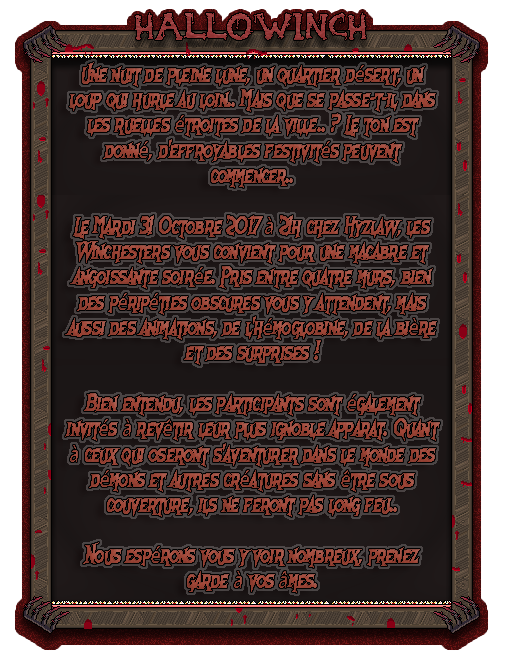 HALLOWINCH
Une nuit de pleine lune, un quartier désert, un
loup qui hurle au loin.. Mais que se passe-t-il dans
les ruelles étroites de la ville.. ? Le ton est
donné, d'effroyables festivités peuvent
commencer..
Le Mardi 31 Octobre 2017 à 21h chez Hyzlaw, les
Winchesters vous convient pour une macabre et
angoissante soirée. Pris entre quatre murs, bien
des péripéties obscures vous y attendent, mais
aussi des animations, de l'hémoglobine, de la bière
et des surprises !
Bien entendu, les participants sont également
invités à revêtir leur plus ignoble apparat. Quant
à ceux qui oseront s'aventurer dans le monde des
démons et autres créatures sans être sous
couverture, ils ne feront pas long feu..
Nous espérons vous y voir nombreux, prenez
garde à vos âmes.